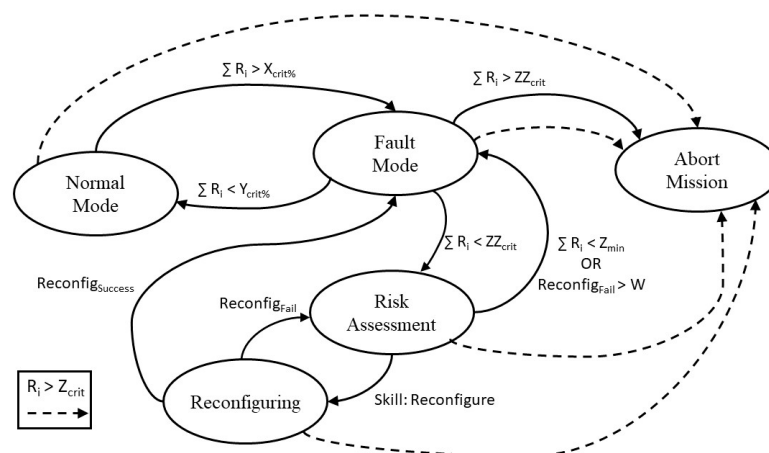 ∑ Rᵢ > X_crit%
∑ Rᵢ > ZZ_crit
Fault
Mode
Abort
Mission
Normal
Mode
∑ Rᵢ < Y_crit%
∑ Rᵢ < ZZ_crit
∑ Rᵢ < Z_min
OR
Reconfig_Fail > W
Reconfig_Success
Reconfig_Fail
Risk
Assessment
Rᵢ > Z_crit
Reconfiguring
Skill: Reconfigure